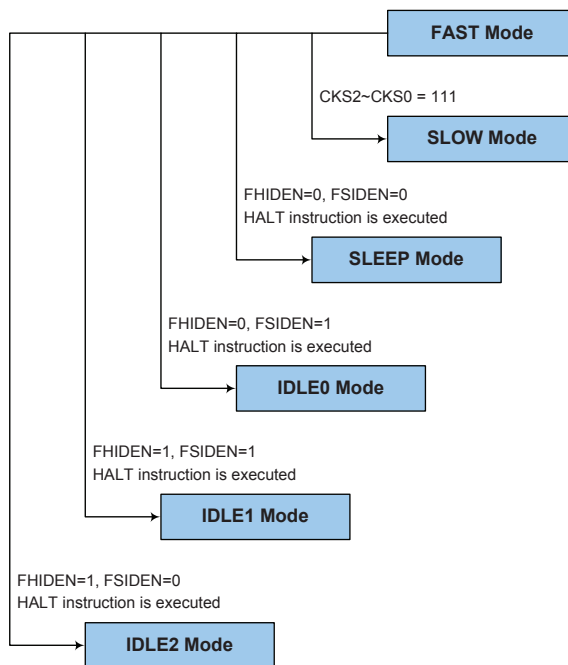 FAST Mode
CKS2~CKS0 = 111
SLOW Mode
FHIDEN=0, FSIDEN=0
HALT instruction is executed
SLEEP Mode
FHIDEN=0, FSIDEN=1
HALT instruction is executed
IDLE0 Mode
FHIDEN=1, FSIDEN=1
HALT instruction is executed
IDLE1 Mode
FHIDEN=1, FSIDEN=0
HALT instruction is executed
IDLE2 Mode